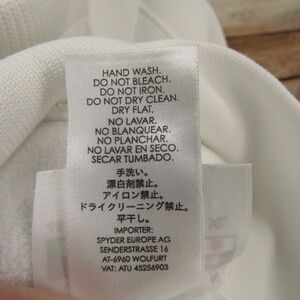 HAND WASH.
DO NOT BLEACH.
DO NOT IRON.
DO NOT DRY CLEAN.
DRY FLAT.
NO LAVAR.
NO BLANQUEAR.
NO PLANCHAR.
NO LAVAR EN SECO.
SECAR TUMBADO.
手洗い。
漂白剤禁止。
アイロン禁止。
ドライクリーニング禁止。
平干し。
IMPORTER:
SPYDER EUROPE AG
SENDERSTRASSE 16
AT-6960 WOLFURT
VAT: ATU 45256903